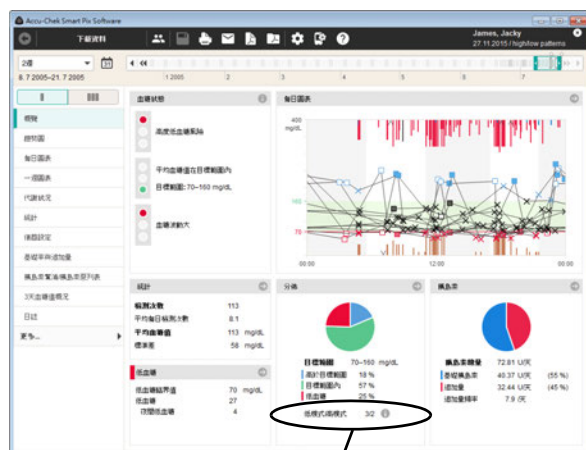 Accu-Chek Smart Pix Software
下載資料
James, Jacky
27.11.2015 / high/low patterns
2週
8. 7 2005–21. 7 2005
1 2005
2
3
4
5
6
7
概覽
趨勢圖
每日圖表
一週圖表
代謝狀況
統計
儀器設定
基礎率與追加量
胰島素幫浦/胰島素泵列表
3天血糖值概況
日誌
更多...
血糖狀態
高度低血糖風險
平均血糖值在目標範圍內
目標範圍: 70–160 mg/dL
血糖波動大
每日圖表
400
mg/dL
160
70
00:00
12:00
00:00
統計
檢測次數 113
平均每日檢測次數 8.1
平均血糖值 113 mg/dL
標準差 58 mg/dL
低血糖
低血糖臨界值 70 mg/dL
低血糖 27
夜間低血糖 4
分佈
目標範圍 70–160 mg/dL
高於目標範圍 18 %
目標範圍內 57 %
低血糖 25 %
低模式/高模式 3/2
胰島素
胰島素總量 72.81 U/天
基礎胰島素 40.37 U/天 (55 %)
追加量 32.44 U/天 (45 %)
追加量頻率 7.9 /天